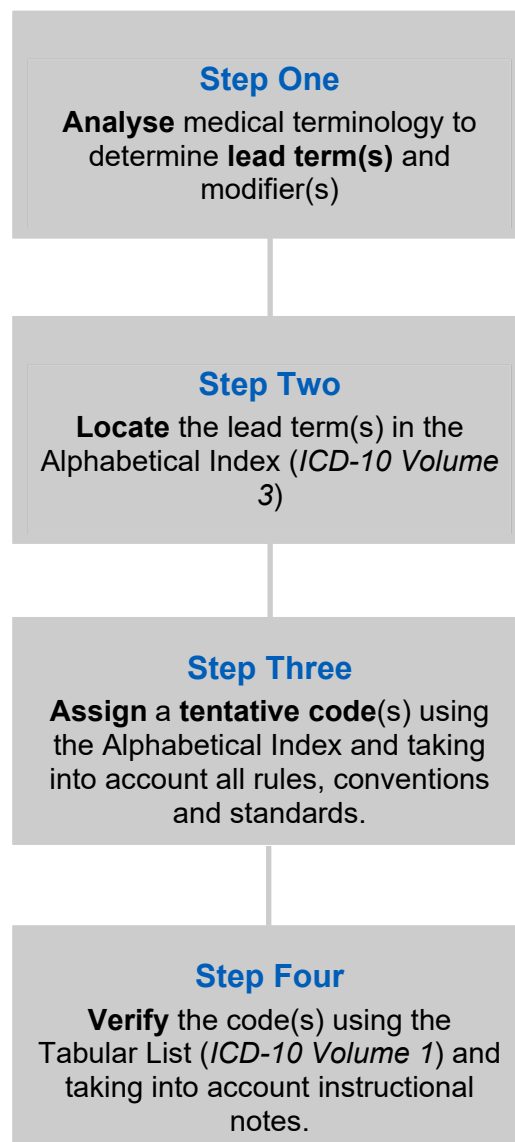 Step One
Analyse medical terminology to
determine lead term(s) and
modifier(s)
Step Two
Locate the lead term(s) in the
Alphabetical Index (ICD-10 Volume
3)
Step Three
Assign a tentative code(s) using
the Alphabetical Index and taking
into account all rules, conventions
and standards.
Step Four
Verify the code(s) using the
Tabular List (ICD-10 Volume 1) and
taking into account instructional
notes.